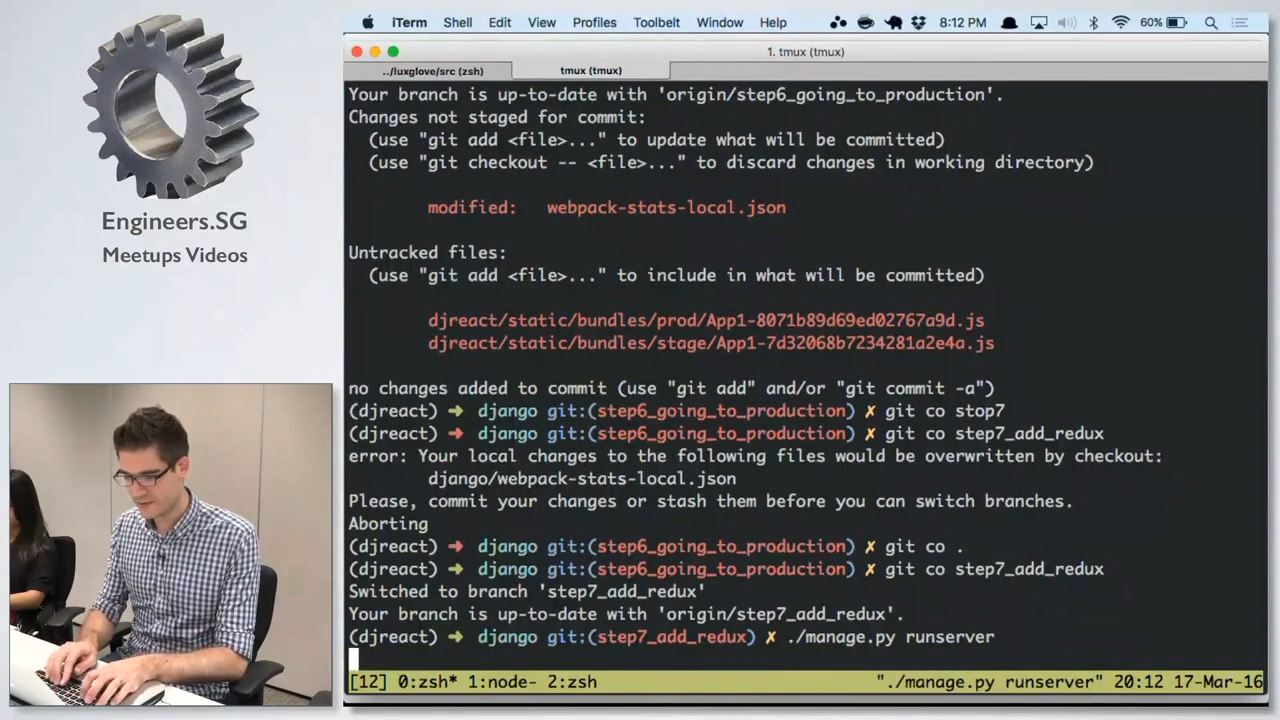 Engineers.SG
Meetups Videos
iTerm Shell Edit View Profiles Toolbelt Window Help 8:12 PM 60%
1. tmux (tmux)
../luxglove/src (zsh) tmux (tmux)
Your branch is up-to-date with 'origin/step6_going_to_production'.
Changes not staged for commit:
(use "git add <file>..." to update what will be committed)
(use "git checkout -- <file>..." to discard changes in working directory)
modified: webpack-stats-local.json
Untracked files:
(use "git add <file>..." to include in what will be committed)
djreact/static/bundles/prod/App1-8071b89d69ed02767a9d.js
djreact/static/bundles/stage/App1-7d32068b7234281a2e4a.js
no changes added to commit (use "git add" and/or "git commit -a")
(djreact) ➜ django git:(step6_going_to_production) ✗ git co stop7
(djreact) ➜ django git:(step6_going_to_production) ✗ git co step7_add_redux
error: Your local changes to the following files would be overwritten by checkout:
django/webpack-stats-local.json
Please, commit your changes or stash them before you can switch branches.
Aborting
(djreact) ➜ django git:(step6_going_to_production) ✗ git co .
(djreact) ➜ django git:(step6_going_to_production) ✗ git co step7_add_redux
Switched to branch 'step7_add_redux'
Your branch is up-to-date with 'origin/step7_add_redux'.
(djreact) ➜ django git:(step7_add_redux) ✗ ./manage.py runserver
[12] 0:zsh* 1:node- 2:zsh "./manage.py runserver" 20:12 17-Mar-16